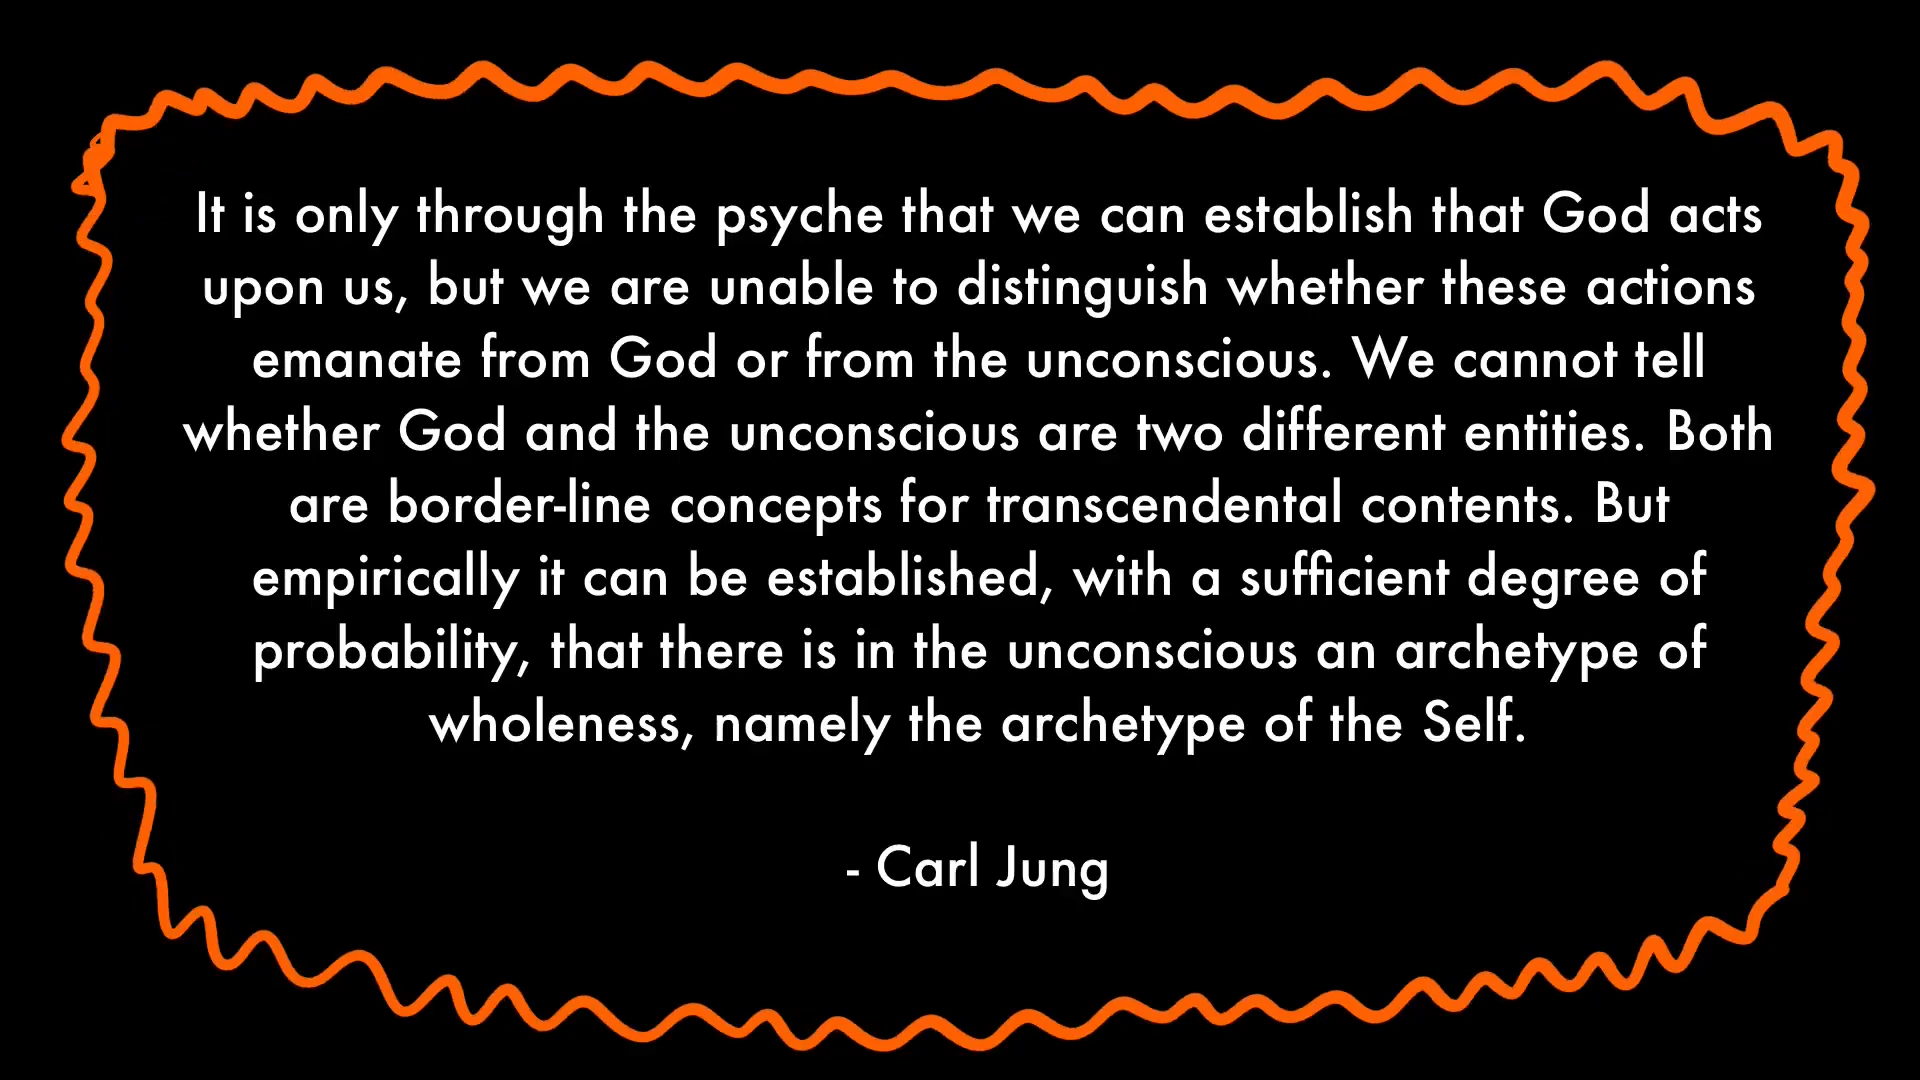 It is only through the psyche that we can establish that God acts
upon us, but we are unable to distinguish whether these actions
emanate from God or from the unconscious. We cannot tell
whether God and the unconscious are two different entities. Both
are border-line concepts for transcendental contents. But
empirically it can be established, with a sufficient degree of
probability, that there is in the unconscious an archetype of
wholeness, namely the archetype of the Self.
- Carl Jung